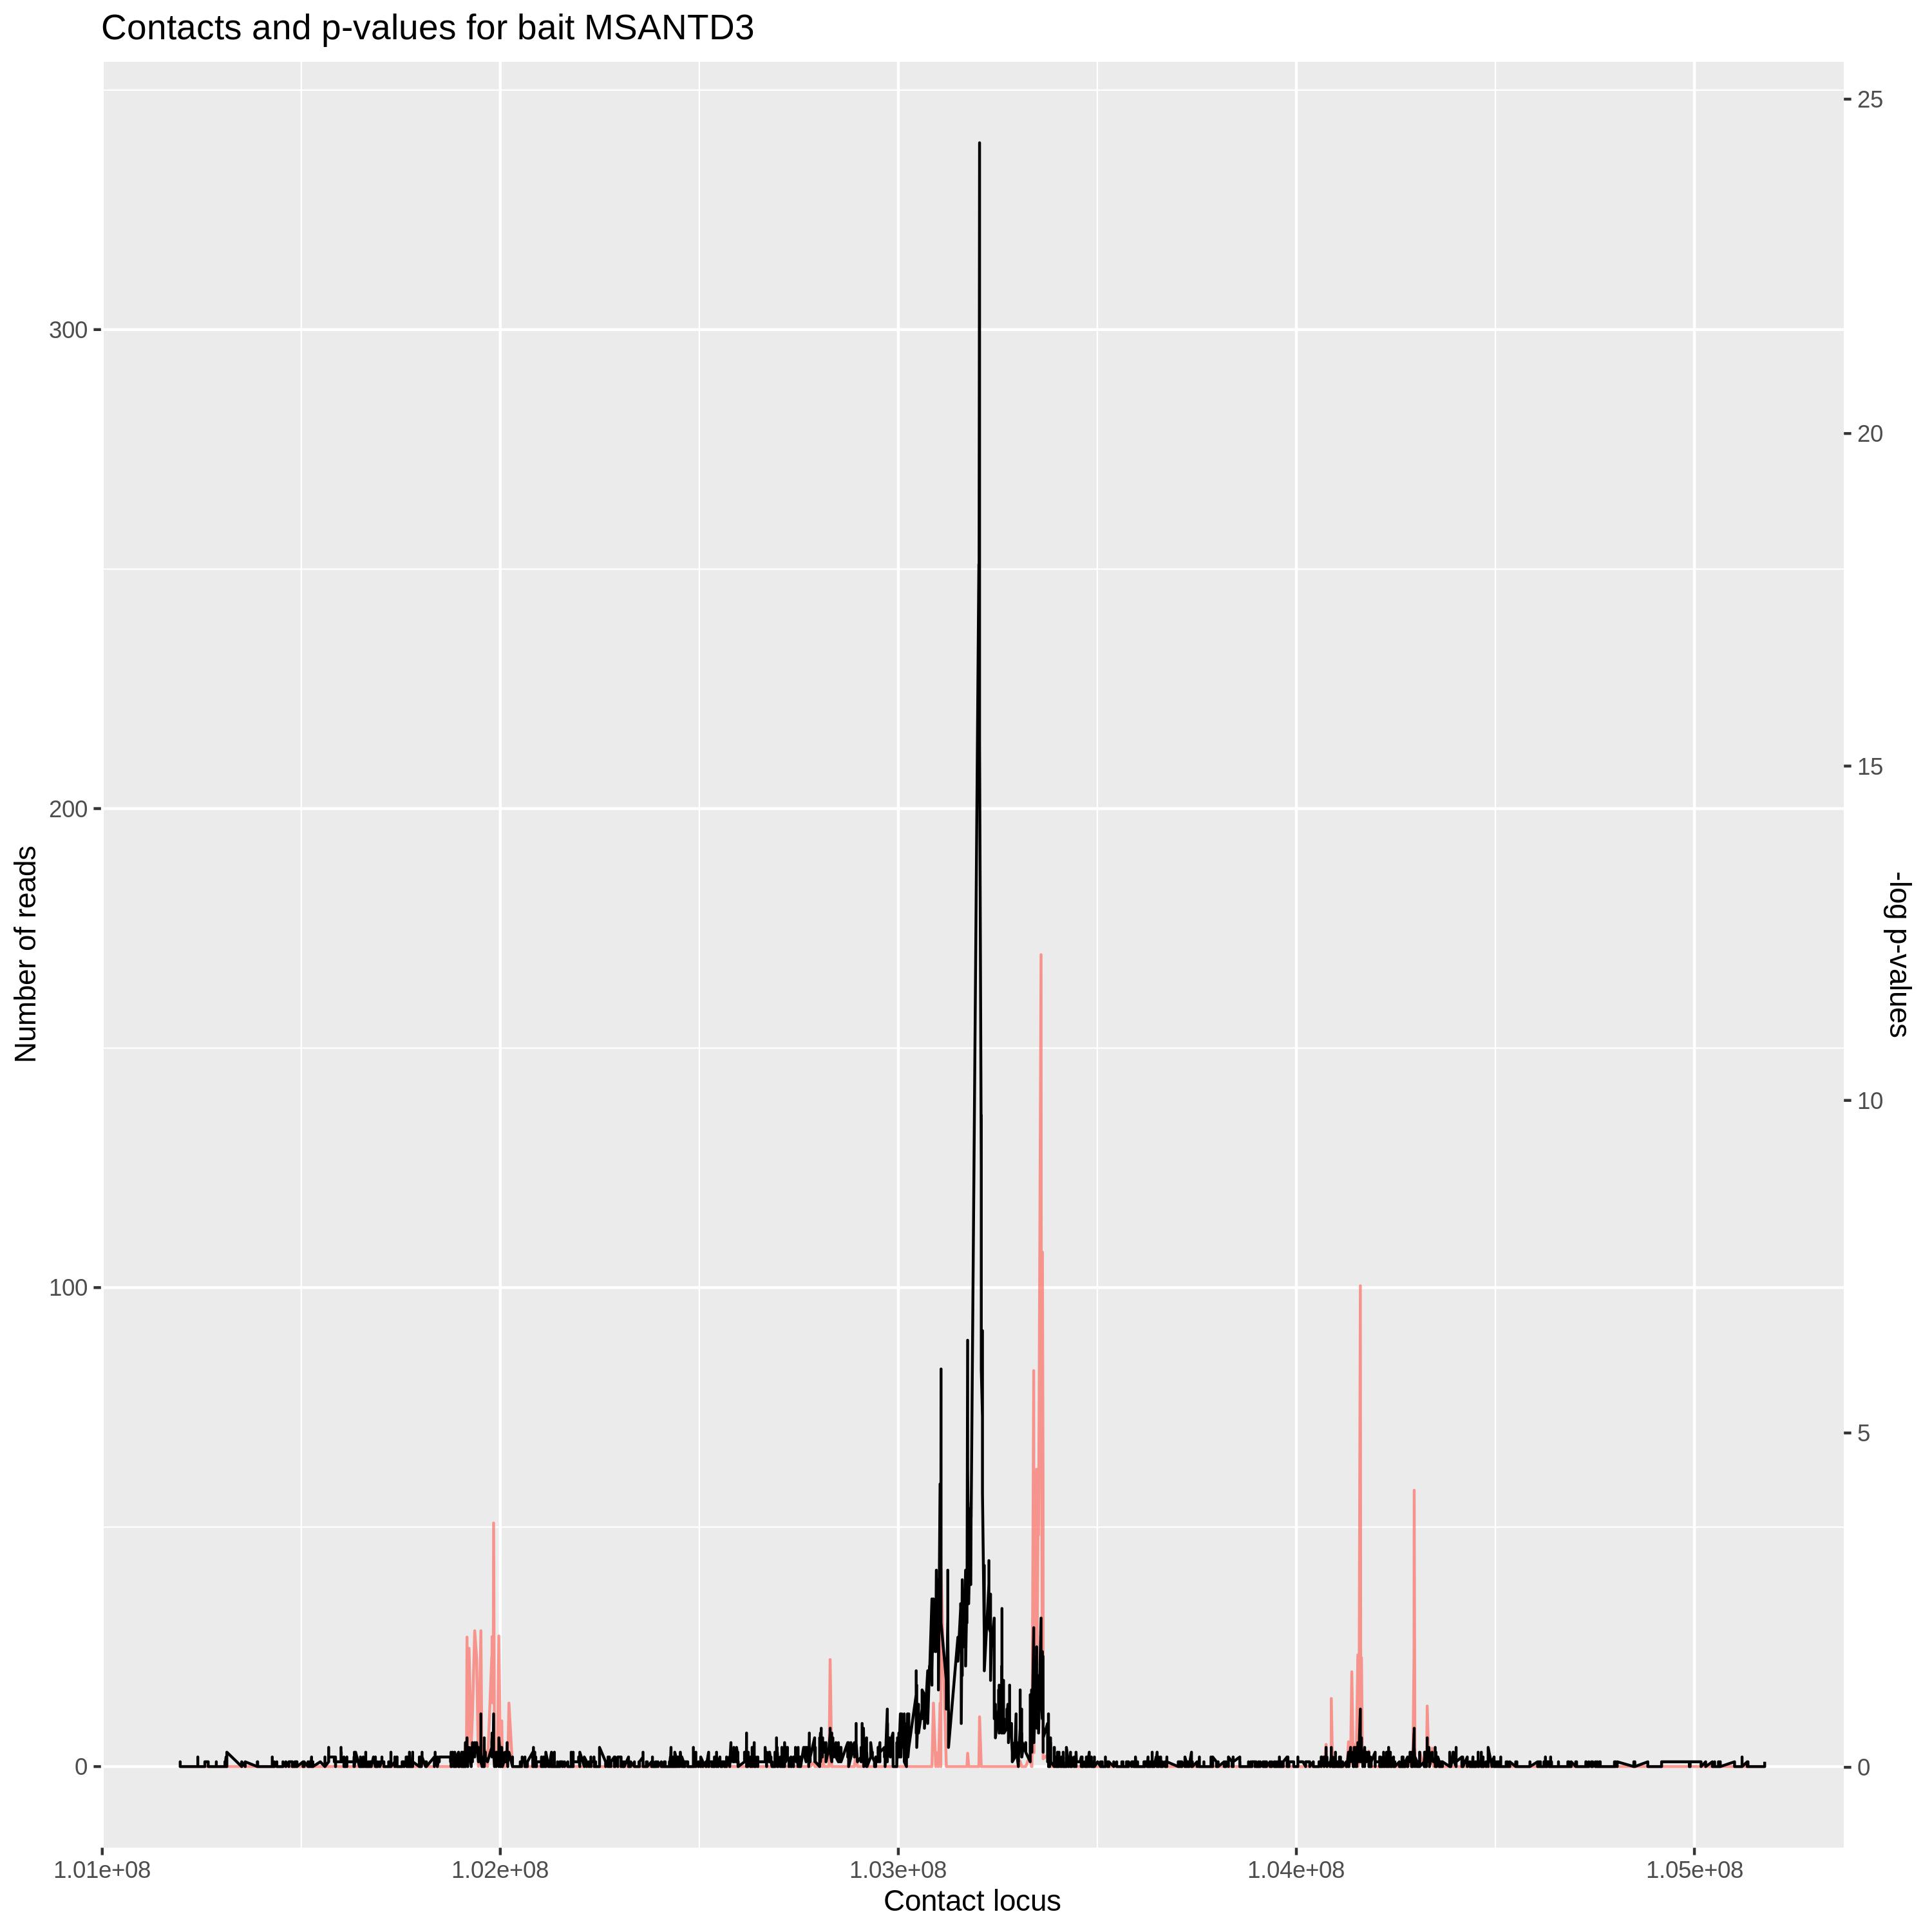 Contacts and p-values for bait MSANTD3
Number of reads
300
200
100
0
25
20
15
10
5
0
-log p-values
1.01e+08
1.02e+08
1.03e+08
1.04e+08
1.05e+08
Contact locus